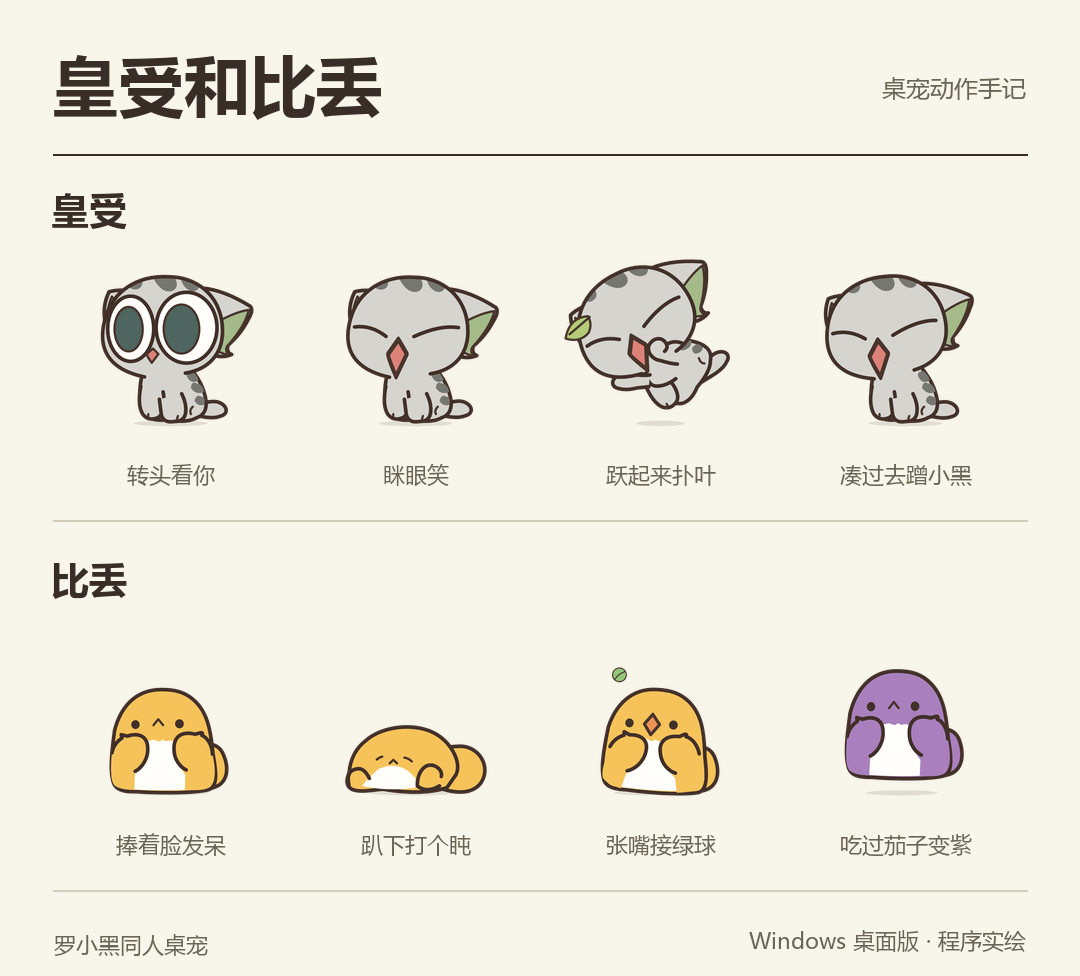 皇受和比丢
桌宠动作手记
皇受
转头看你
眯眼笑
跃起来扑叶
凑过去蹭小黑
比丢
捧着脸发呆
趴下打个盹
张嘴接绿球
吃过茄子变紫
罗小黑同人桌宠
Windows 桌面版 · 程序实绘